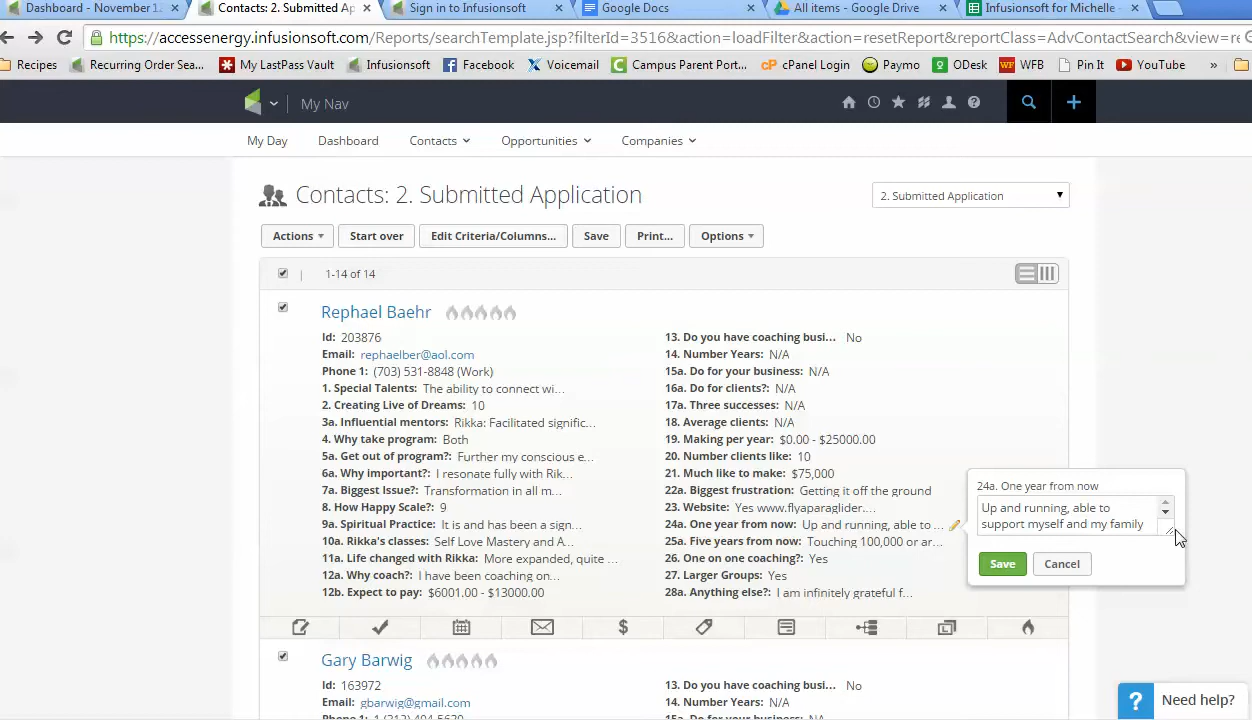 Dashboard - November 1
Contacts: 2. Submitted Ap
Sign in to Infusionsoft
Google Docs
All items - Google Drive
Infusionsoft for Michelle -
https://accessenergy.infusionsoft.com/Reports/searchTemplate.jsp?filterId=3516&action=loadFilter&action=resetReport&reportClass=AdvContactSearch&view=re
Recipes Recurring Order Sea... My LastPass Vault Infusionsoft Facebook Voicemail Campus Parent Port... cPanel Login Paymo ODesk WFB Pin It YouTube »
My Nav
My Day Dashboard Contacts Opportunities Companies
Contacts: 2. Submitted Application
2. Submitted Application
Actions Start over Edit Criteria/Columns... Save Print... Options
1-14 of 14
Rephael Baehr
Id: 203876
Email: rephaelber@aol.com
Phone 1: (703) 531-8848 (Work)
1. Special Talents: The ability to connect wi...
2. Creating Live of Dreams: 10
3a. Influential mentors: Rikka: Facilitated signific...
4. Why take program: Both
5a. Get out of program?: Further my conscious e...
6a. Why important?: I resonate fully with Rik...
7a. Biggest Issue?: Transformation in all m...
8. How Happy Scale?: 9
9a. Spiritual Practice: It is and has been a sign...
10a. Rikka's classes: Self Love Mastery and A...
11a. Life changed with Rikka: More expanded, quite ...
12a. Why coach?: I have been coaching on...
12b. Expect to pay: $6001.00 - $13000.00
13. Do you have coaching busi... No
14. Number Years: N/A
15a. Do for your business: N/A
16a. Do for clients?: N/A
17a. Three successes: N/A
18. Average clients: N/A
19. Making per year: $0.00 - $25000.00
20. Number clients like: 10
21. Much like to make: $75,000
22a. Biggest frustration: Getting it off the ground
23. Website: Yes www.flyaparaglider....
24a. One year from now: Up and running, able to ...
25a. Five years from now: Touching 100,000 or ar...
26. One on one coaching?: Yes
27. Larger Groups: Yes
28a. Anything else?: I am infinitely grateful f...
24a. One year from now
Up and running, able to
support myself and my family
Save Cancel
Gary Barwig
Id: 163972
Email: gbarwig@gmail.com
13. Do you have coaching busi... No
14. Number Years: N/A
? Need help?